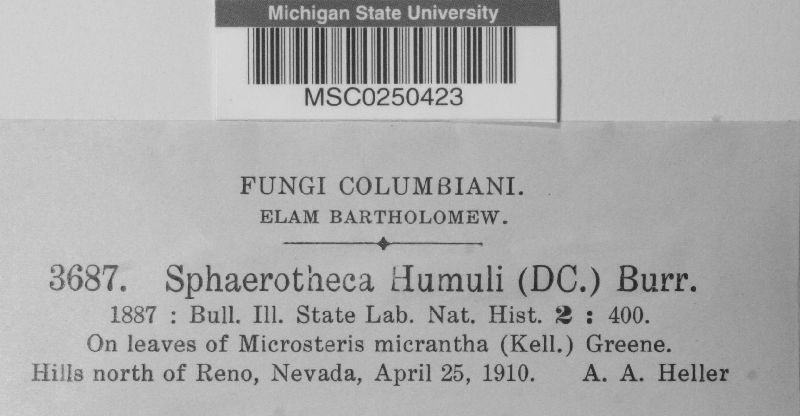 Michigan State University
MSC0250423
FUNGI COLUMBIANI.
ELAM BARTHOLOMEW.
3687. Sphaerotheca Humuli (DC.) Burr.
1887 : Bull. Ill. State Lab. Nat. Hist. 2 : 400.
On leaves of Microsteris micrantha (Kell.) Greene.
Hills north of Reno, Nevada, April 25, 1910. A. A. Heller